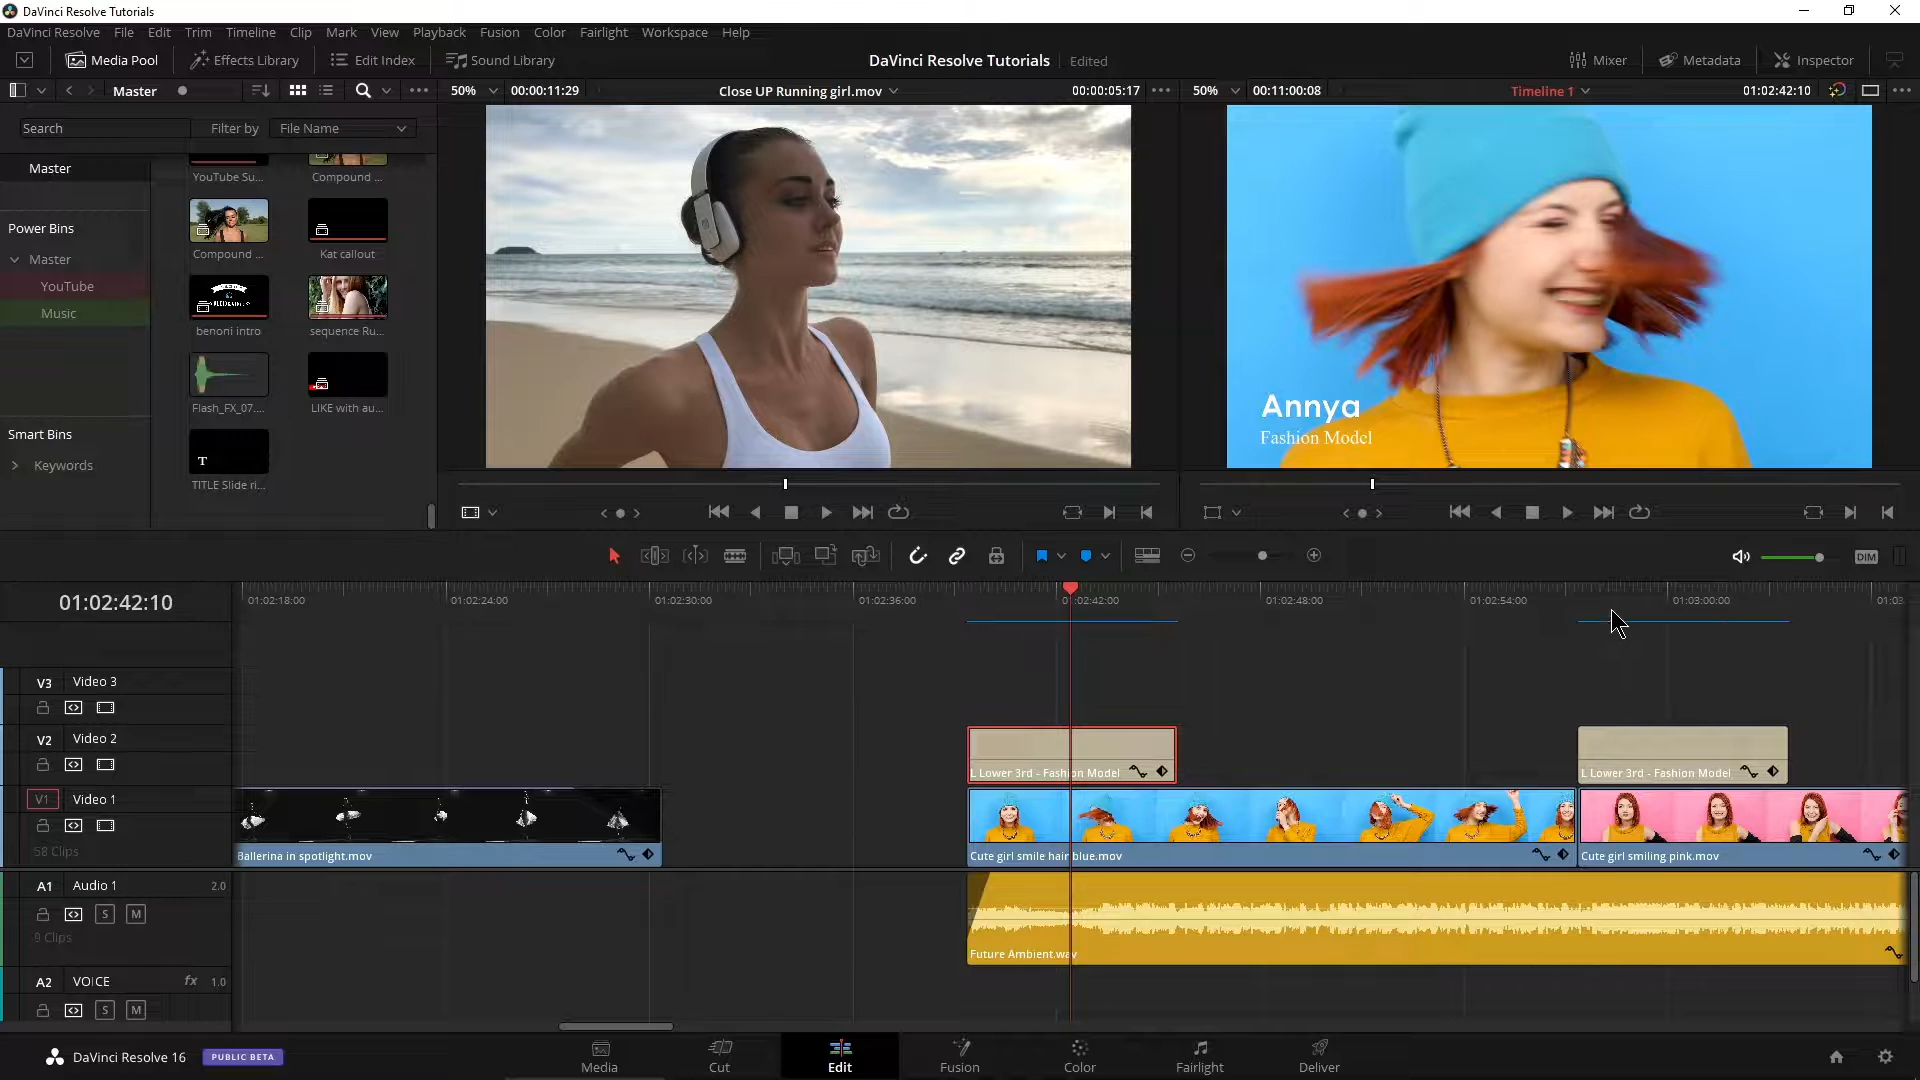 DaVinci Resolve Tutorials
DaVinci Resolve File Edit Trim Timeline Clip Mark View Playback Fusion Color Fairlight Workspace Help
Media Pool Effects Library Edit Index Sound Library DaVinci Resolve Tutorials Edited Mixer Metadata Inspector
Master 50% 00:00:11:29 Close UP Running girl.mov 00:00:05:17 50% 00:11:00:08 Timeline 1 01:02:42:10
Search Filter by File Name
Master
YouTube Su... Compound ...
Power Bins
Compound ... Kat callout
Master
YouTube
Music
benoni intro sequence Ru...
Flash_FX_07.... LIKE with au...
Annya
Fashion Model
Smart Bins
Keywords
T
TITLE Slide ri...
DIM
01:02:42:10 01:02:18:00 01:02:24:00 01:02:30:00 01:02:36:00 01:02:42:00 01:02:48:00 01:02:54:00 01:03:00:00 01:03
V3 Video 3
V2 Video 2
L Lower 3rd - Fashion Model L Lower 3rd - Fashion Model
V1 Video 1
58 Clips
Ballerina in spotlight.mov Cute girl smile hair blue.mov Cute girl smiling pink.mov
A1 Audio 1 2.0
S M
9 Clips
Future Ambient.wav
A2 VOICE fx 1.0
S M
DaVinci Resolve 16 PUBLIC BETA
Media Cut Edit Fusion Color Fairlight Deliver